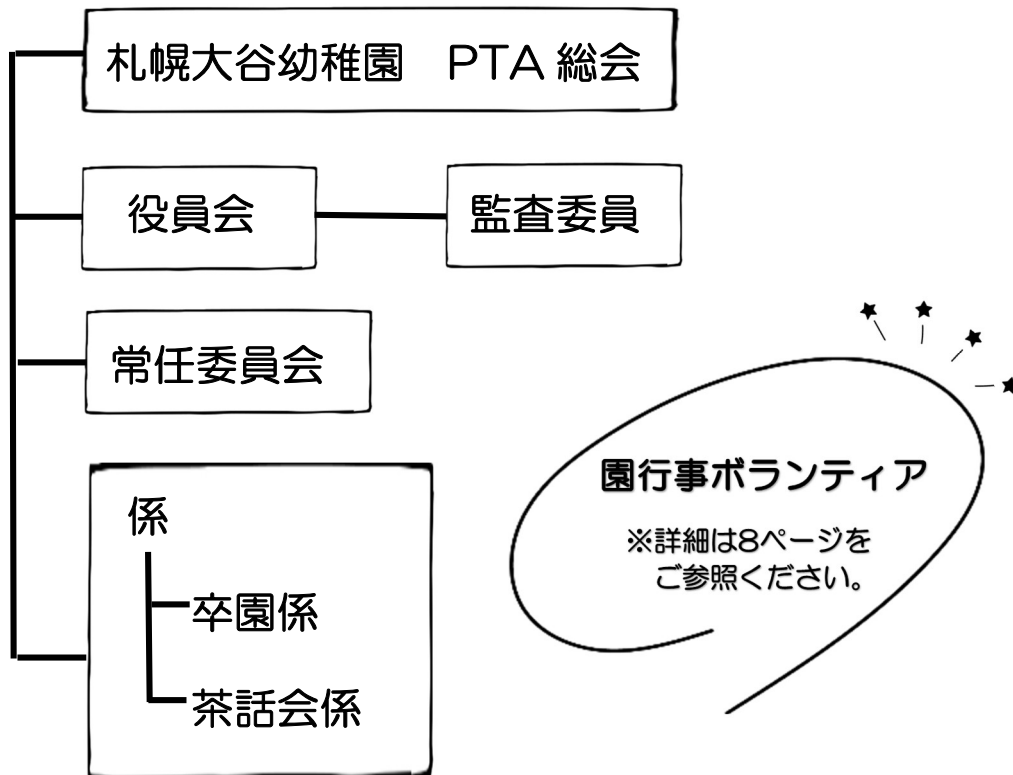 札幌大谷幼稚園　PTA 総会
役員会
監査委員
常任委員会
係
卒園係
茶話会係
園行事ボランティア
※詳細は8ページを
ご参照ください。